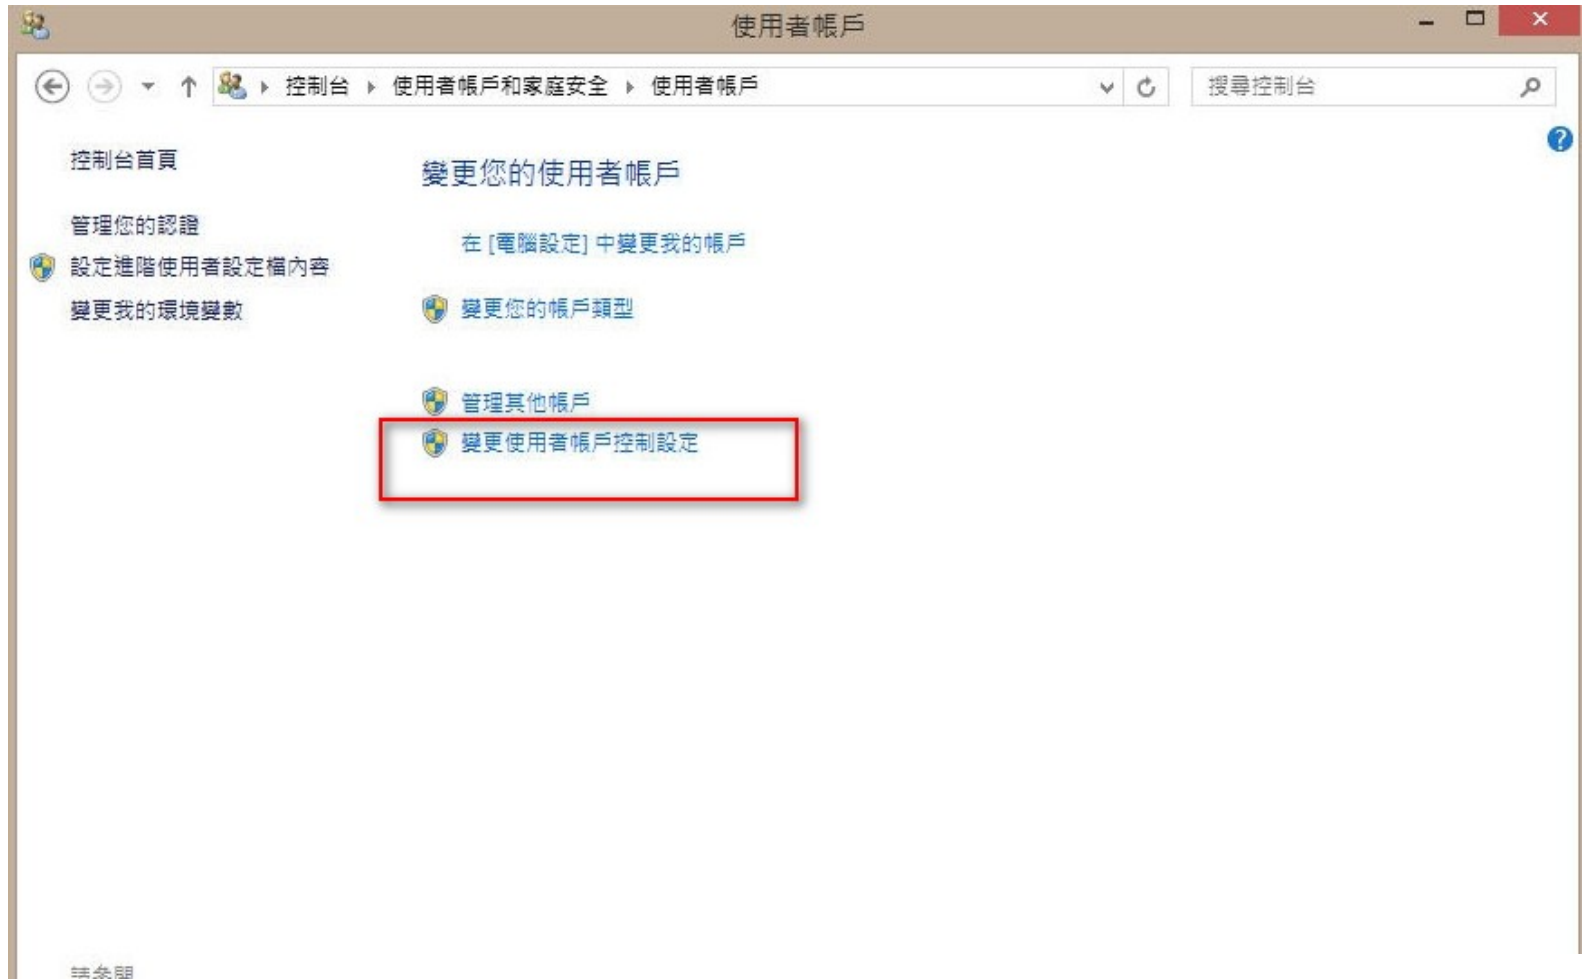 使用者帳戶
控制台 使用者帳戶和家庭安全 使用者帳戶
搜尋控制台
控制台首頁
管理您的認證
設定進階使用者設定檔內容
變更我的環境變數
變更您的使用者帳戶
在 [電腦設定] 中變更我的帳戶
變更您的帳戶類型
管理其他帳戶
變更使用者帳戶控制設定
請參閱